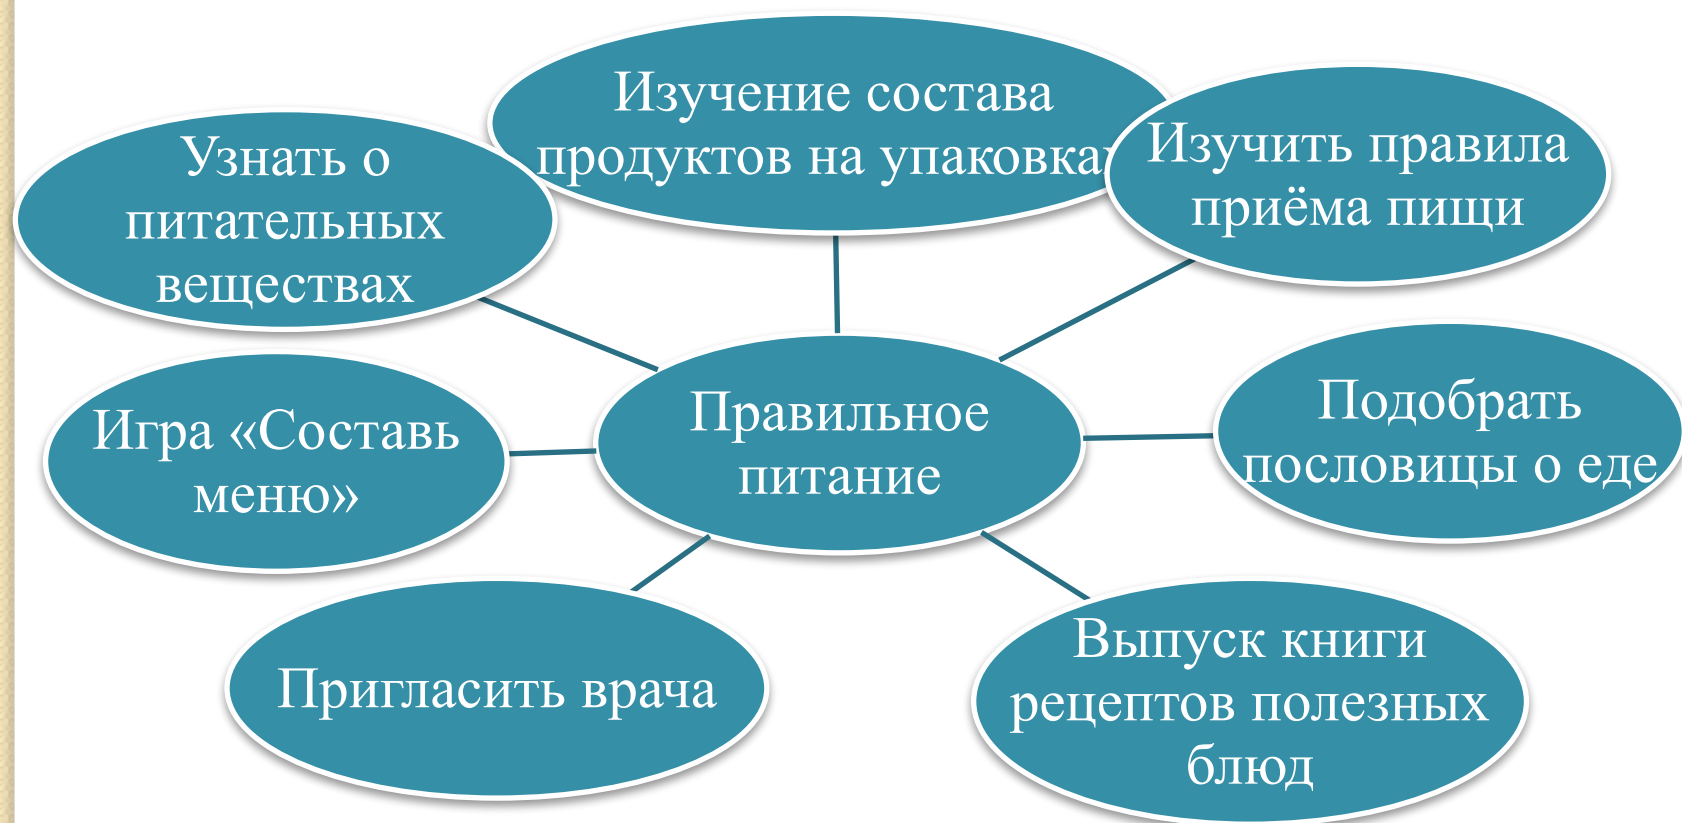 Изучение состава
продуктов на упаковка
Изучить правила
приёма пищи
Узнать о
питательных
веществах
Подобрать
пословицы о еде
Правильное
питание
Игра «Составь
меню»
Выпуск книги
рецептов полезных
блюд
Пригласить врача